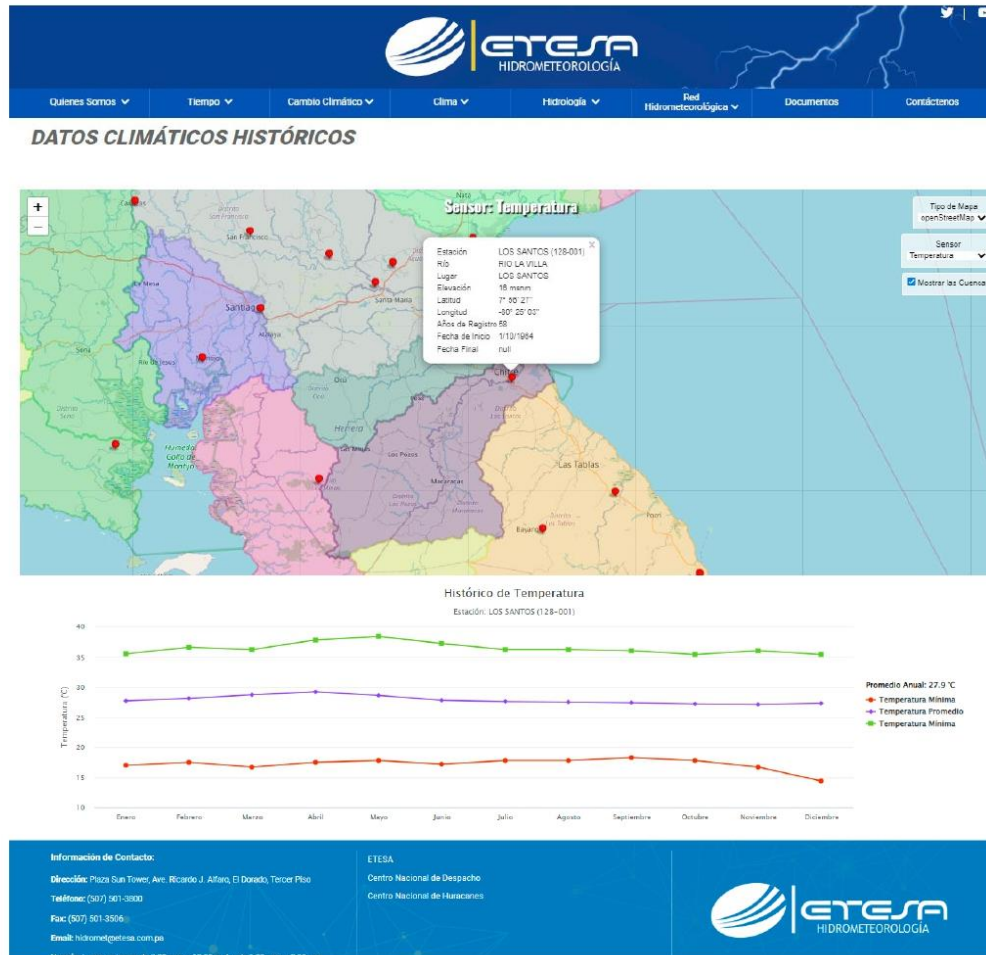 ETESA
HIDROMETEOROLOGÍA
Quienes Somos
Tiempo
Cambio Climático
Clima
Hidrología
Red Hidrometeorológica
Documentos
Contáctenos
DATOS CLIMÁTICOS HISTÓRICOS
+
−
Sensor: Temperatura
Tipo de Mapa
openStreetMap
Sensor
Temperatura
Mostrar las Cuenca
Estación LOS SANTOS (128-001)
Río RIO LA VILLA
Lugar LOS SANTOS
Elevación 16 msnm
Latitud
Longitud
Años de Registro 58
Fecha de Inicio 1/10/1964
Fecha Final null
San Francisco
Santiago
Santa María
Soná
Ocú
Herrera
Chitré
Los Pozos
Macaracas
Las Tablas
Pocrí
Histórico de Temperatura
Estación: LOS SANTOS (128-001)
Temperatura (°C)
40
35
30
25
20
15
10
Enero
Febrero
Marzo
Abril
Mayo
Junio
Julio
Agosto
Septiembre
Octubre
Noviembre
Diciembre
Promedio Anual: 27.9 °C
Temperatura Mínima
Temperatura Promedio
Temperatura Mínima
Información de Contacto:
Dirección: Plaza Sun Tower, Ave. Ricardo J. Alfaro, El Dorado, Tercer Piso
Teléfono: (507) 501-3800
Fax: (507) 501-3506
Email: hidromet@etesa.com.pa
ETESA
Centro Nacional de Despacho
Centro Nacional de Huracanes
ETESA
HIDROMETEOROLOGÍA